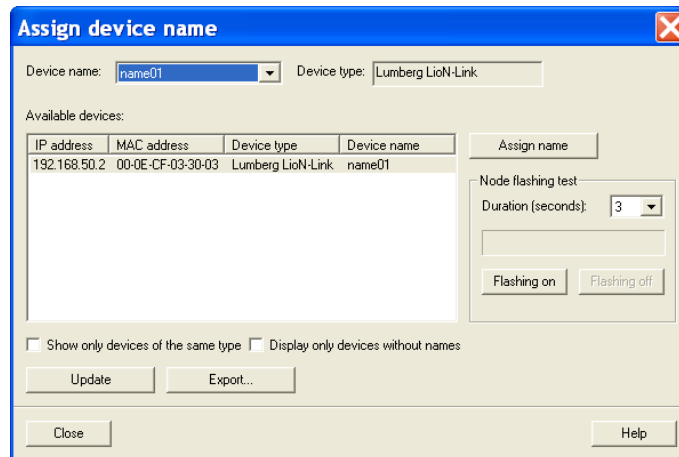 Assign device name
Device name: name01 Device type: Lumberg LioN-Link
Available devices:
IP address MAC address Device type Device name
192.168.50.2 00-0E-CF-03-30-03 Lumberg LioN-Link name01
Assign name
Node flashing test
Duration (seconds): 3
Flashing on Flashing off
Show only devices of the same type Display only devices without names
Update Export...
Close Help